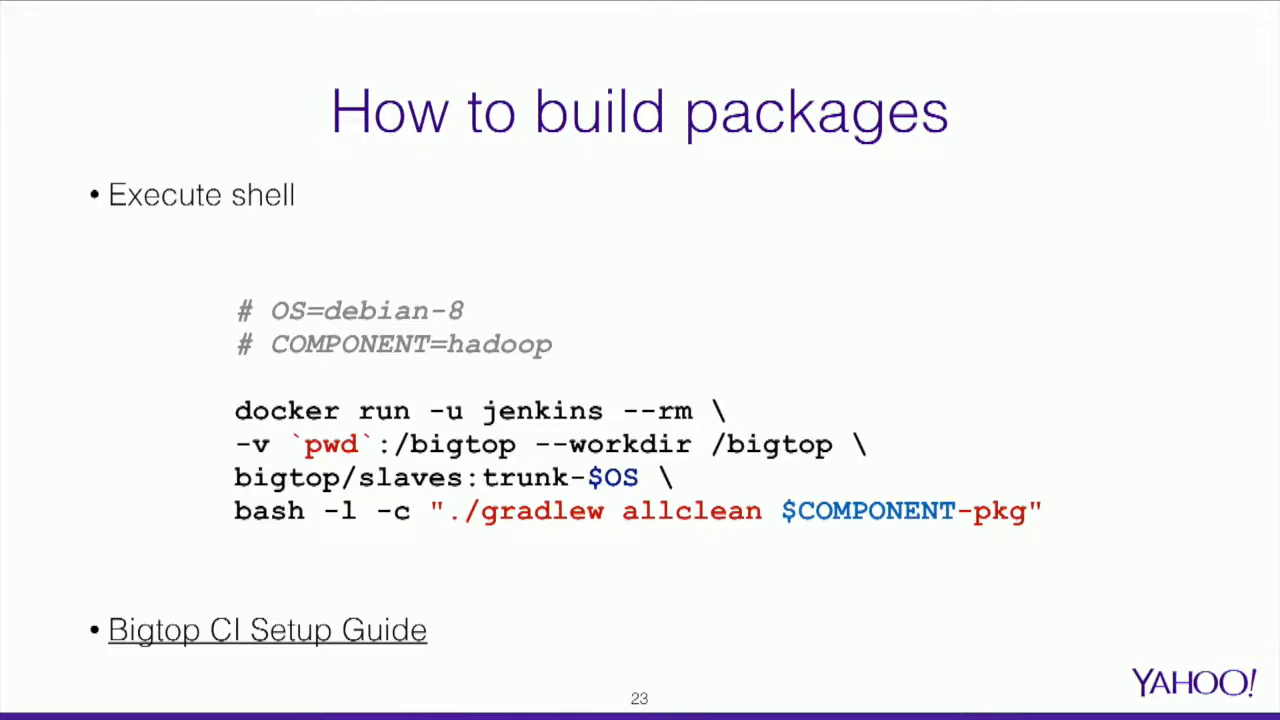 How to build packages
• Execute shell
# OS=debian-8
# COMPONENT=hadoop
docker run -u jenkins --rm \
-v `pwd`:/bigtop --workdir /bigtop \
bigtop/slaves:trunk-$OS \
bash -l -c "./gradlew allclean $COMPONENT-pkg"
• Bigtop CI Setup Guide
23
YAHOO!